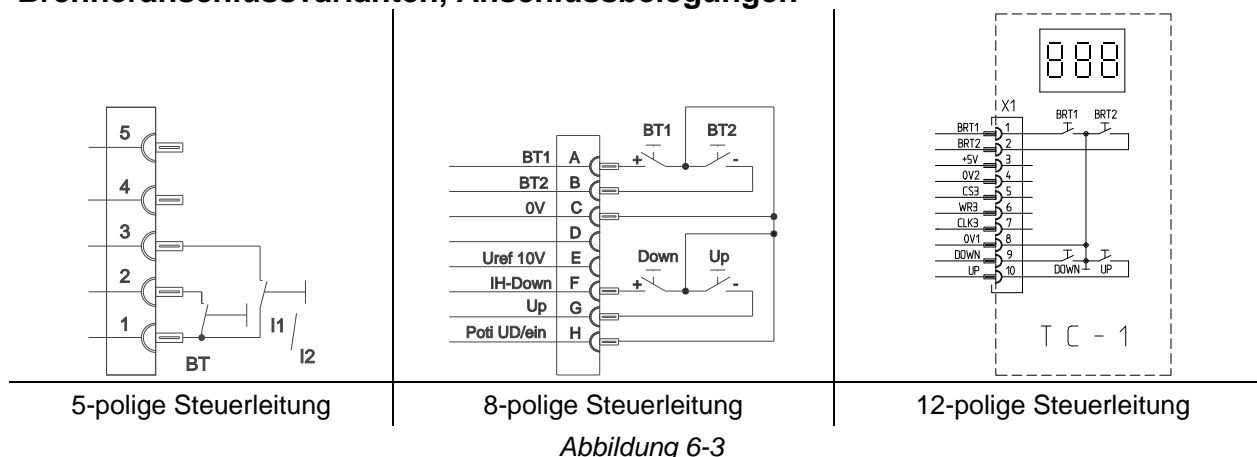 Brenneranschlussvarianten, Anschlussbelegungen
5
4
3
2
1
BT
I1
I2
5-polige Steuerleitung
BT1
BT2
BT1 A
+
-
BT2 B
0V C
D
Uref 10V E
Down
Up
IH-Down F
+
-
Up G
Poti UD/ein H
8-polige Steuerleitung
888
X1
BRT1
BRT2
BRT1 1
BRT2 2
+5V 3
0V2 4
CS3 5
WR3 6
CLK3 7
0V1 8
DOWN 9
UP 10
DOWN
UP
TC-1
12-polige Steuerleitung
Abbildung 6-3